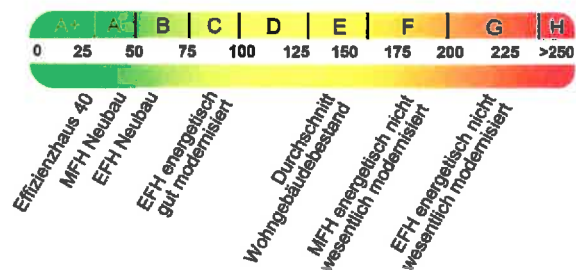 A+ A B C D E F G H
0 25 50 75 100 125 150 175 200 225 >250
Effizienzhaus 40
MFH Neubau
EFH Neubau
EFH energetisch
gut modernisiert
Durchschnitt
Wohngebäudebestand
MFH energetisch nicht
wesentlich modernisiert
EFH energetisch nicht
wesentlich modernisiert